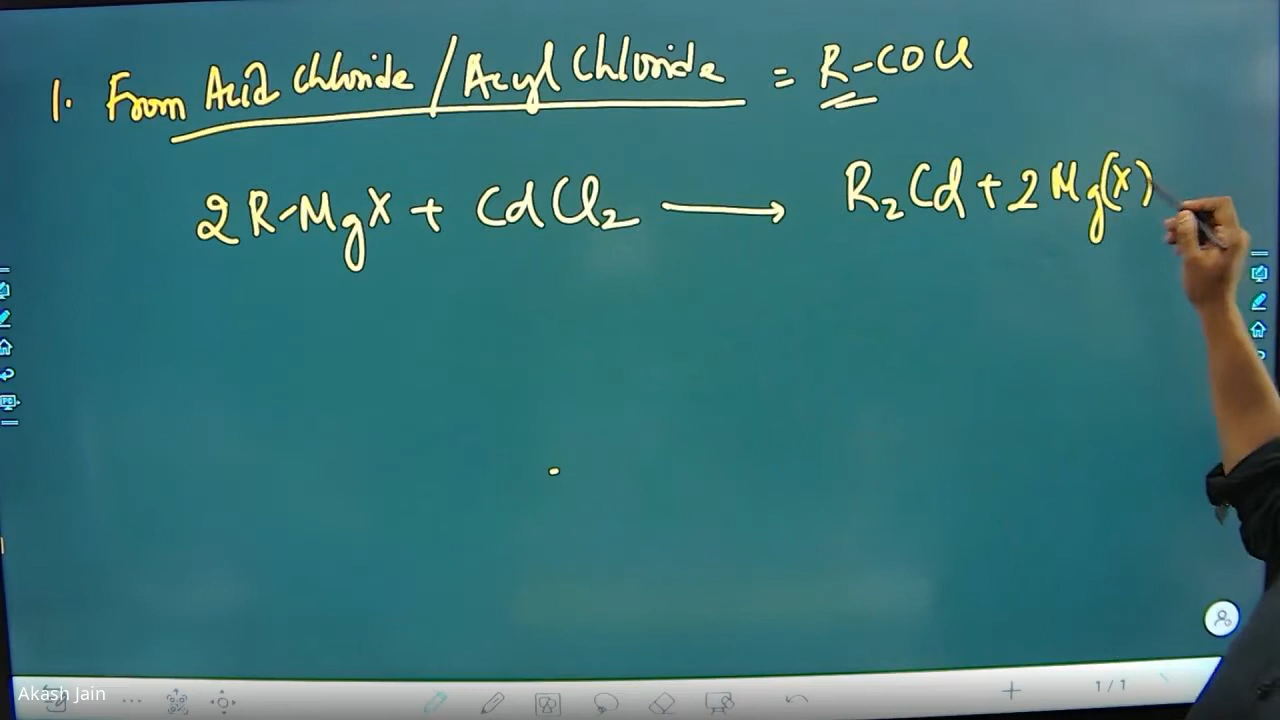 1. From Acid Chloride / Acyl Chloride = R-COCl
2R-MgX + CdCl2 → R2Cd + 2Mg(X)
1/1
Akash Jain